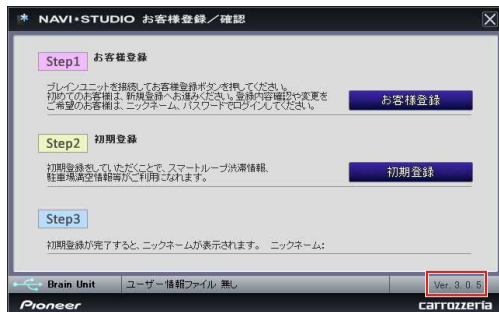 * NAVI•STUDIO お客様登録／確認
Step1 お客様登録
ブレインユニットを接続してお客様登録ボタンを押してください。
初めてのお客様は、新規登録へお進みください。登録内容確認や変更を
ご希望のお客様は、ニックネーム、パスワードでログインしてください。
お客様登録
Step2 初期登録
初期登録をしていただくことで、スマートループ渋滞情報、
駐車場満空情報等がご利用になれます。
初期登録
Step3
初期登録が完了すると、ニックネームが表示されます。 ニックネーム:
Brain Unit ユーザー情報ファイル 無し Ver. 3. 0. 5
Pioneer carrozzeria